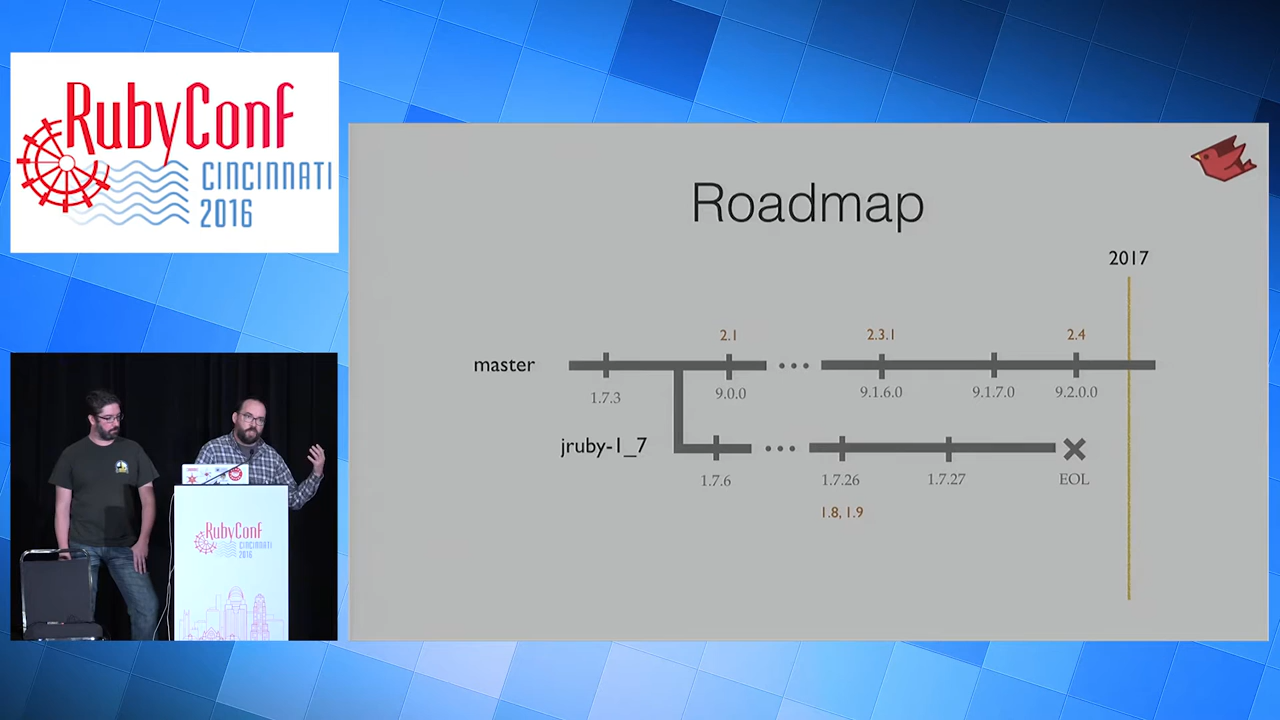 RubyConf
CINCINNATI
2016
Roadmap
2017
2.1
2.3.1
2.4
master
1.7.3
9.0.0
9.1.6.0
9.1.7.0
9.2.0.0
jruby-1_7
1.7.6
1.7.26
1.7.27
EOL
1.8, 1.9
RubyConf
CINCINNATI
2016